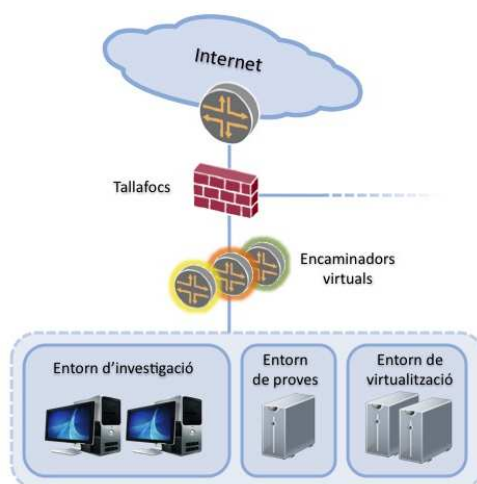 Internet
Tallafocs
Encaminadors
virtuals
Entorn d'investigació
Entorn
de proves
Entorn de
virtualització